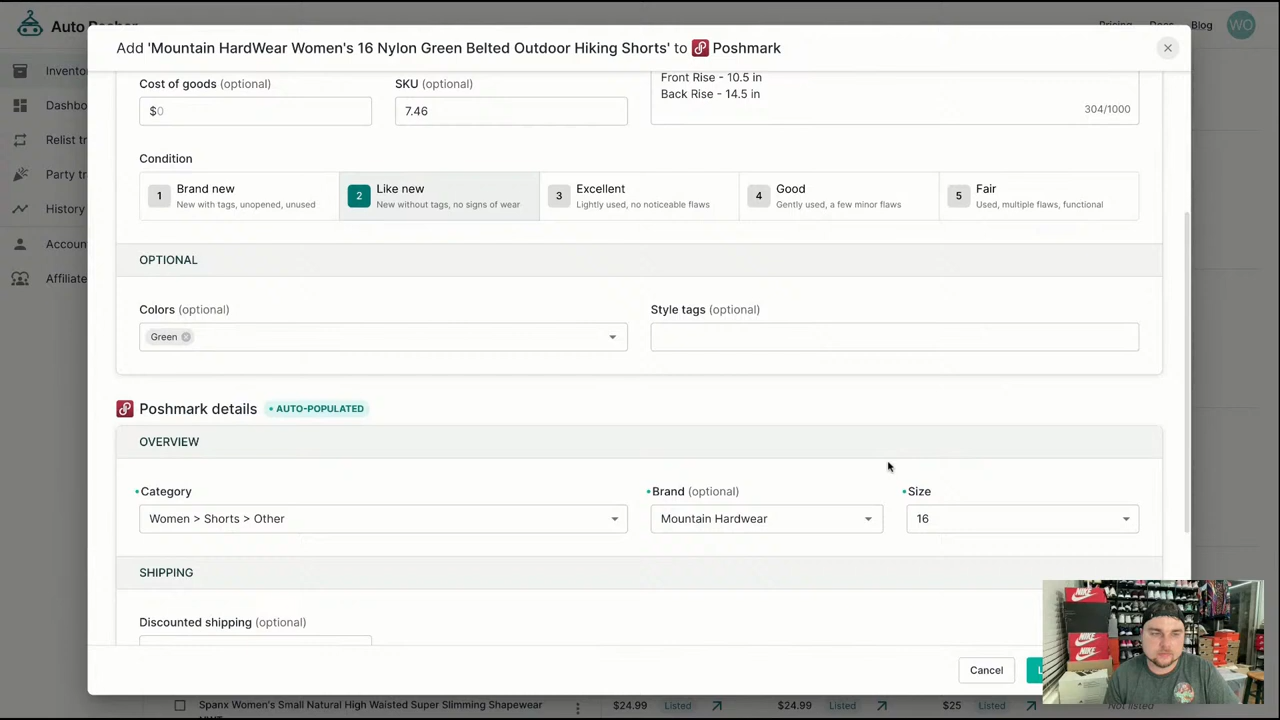 Auto Posher
Pricing
Docs
Blog
WO
Add 'Mountain HardWear Women's 16 Nylon Green Belted Outdoor Hiking Shorts' to Poshmark
Inventor
Dashbo
Relist tr
Party tr
History
Accoun
Affiliate
Cost of goods (optional)
$0
SKU (optional)
7.46
Front Rise - 10.5 in
Back Rise - 14.5 in
304/1000
Condition
1 Brand new
New with tags, unopened, unused
2 Like new
New without tags, no signs of wear
3 Excellent
Lightly used, no noticeable flaws
4 Good
Gently used, a few minor flaws
5 Fair
Used, multiple flaws, functional
OPTIONAL
Colors (optional)
Green
Style tags (optional)
Poshmark details
AUTO-POPULATED
OVERVIEW
Category
Women > Shorts > Other
Brand (optional)
Mountain Hardwear
Size
16
SHIPPING
Discounted shipping (optional)
Cancel
L
NIKE
NIKE
Spanx Women's Small Natural High Waisted Super Slimming Shapewear
$24.99 Listed
$24.99 Listed
$25 Listed
Not listed